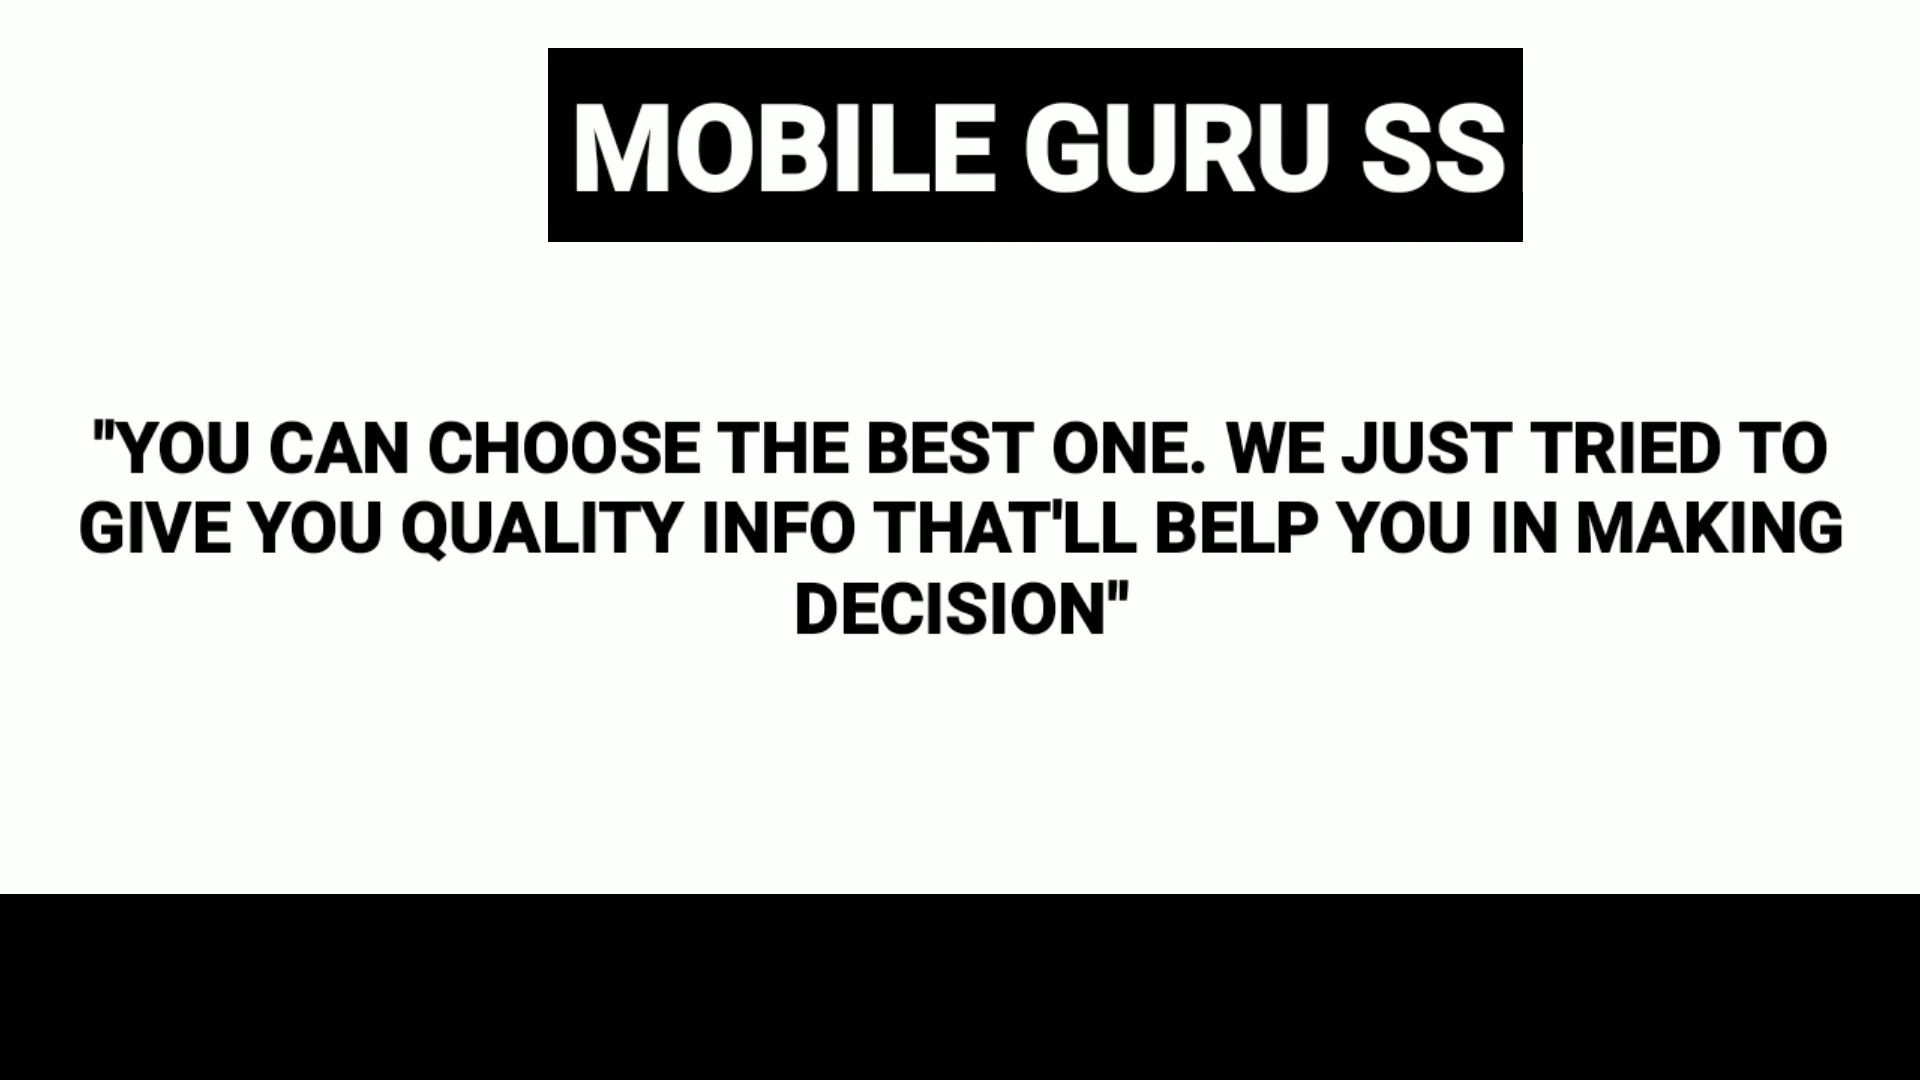 MOBILE GURU SS
"YOU CAN CHOOSE THE BEST ONE. WE JUST TRIED TO
GIVE YOU QUALITY INFO THAT'LL BELP YOU IN MAKING
DECISION"